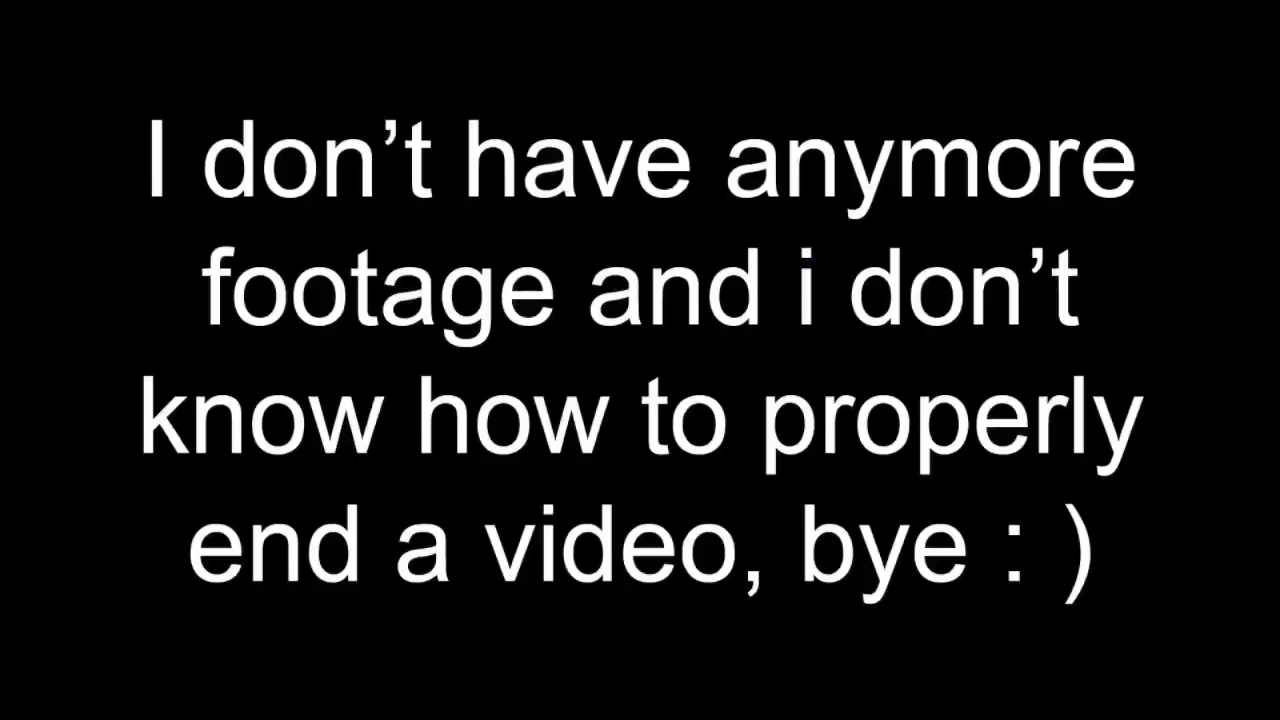 I don’t have anymore
footage and i don’t
know how to properly
end a video, bye : )